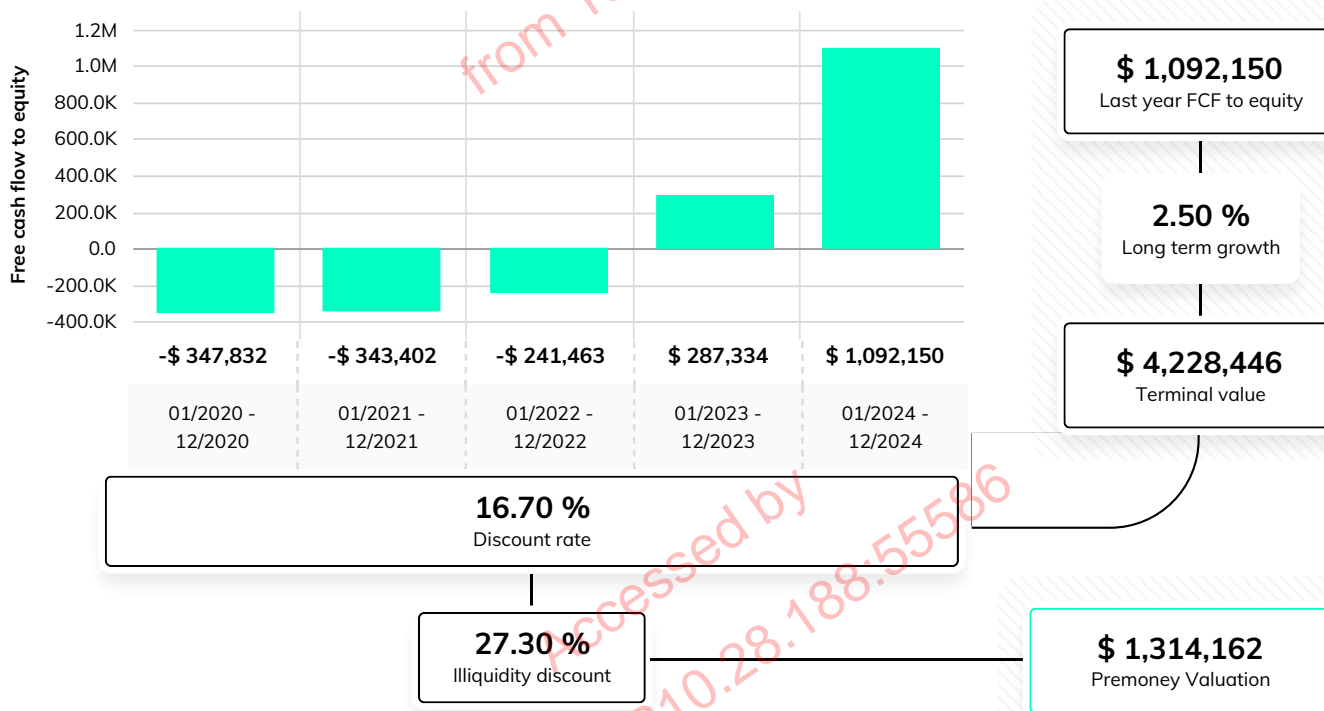 Free cash flow to equity
1.2M
1.0M
800.0K
600.0K
400.0K
200.0K
0.0
-200.0K
-400.0K
-$ 347,832
-$ 343,402
-$ 241,463
$ 287,334
$ 1,092,150
01/2020 -
12/2020
01/2021 -
12/2021
01/2022 -
12/2022
01/2023 -
12/2023
01/2024 -
12/2024
$ 1,092,150
Last year FCF to equity
2.50 %
Long term growth
$ 4,228,446
Terminal value
16.70 %
Discount rate
27.30 %
Illiquidity discount
$ 1,314,162
Premoney Valuation
from
Accessed by
10.28.188:55586